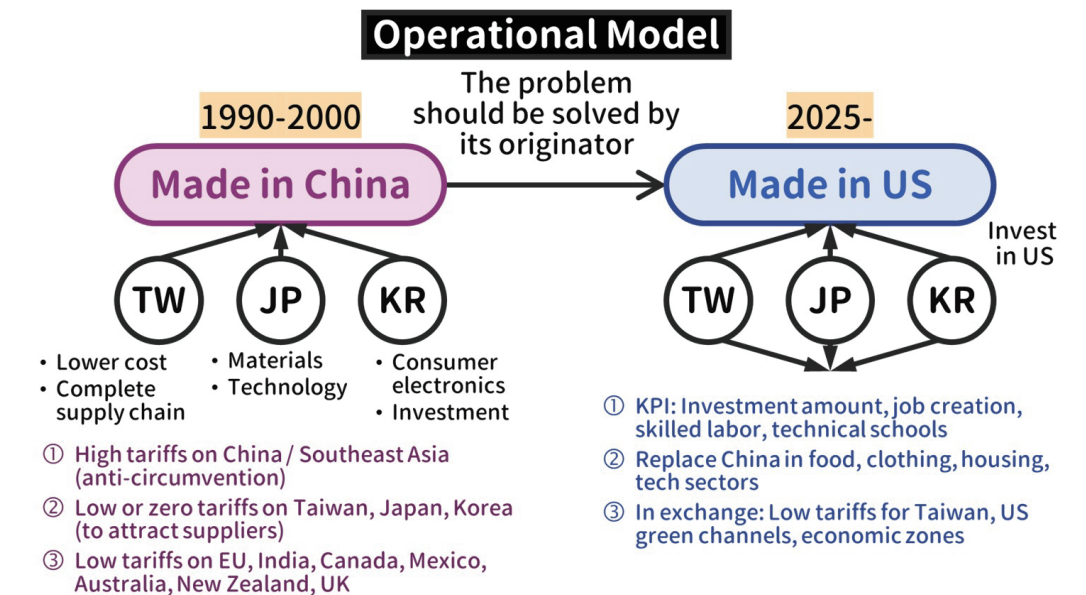 Operational Model
The problem
should be solved by
its originator
1990-2000
Made in China
TW
JP
KR
• Lower cost
• Complete
supply chain
• Materials
• Technology
• Consumer
electronics
• Investment
① High tariffs on China / Southeast Asia
(anti-circumvention)
② Low or zero tariffs on Taiwan, Japan, Korea
(to attract suppliers)
③ Low tariffs on EU, India, Canada, Mexico,
Australia, New Zealand, UK
2025-
Made in US
Invest
in US
TW
JP
KR
① KPI: Investment amount, job creation,
skilled labor, technical schools
② Replace China in food, clothing, housing,
tech sectors
③ In exchange: Low tariffs for Taiwan, US
green channels, economic zones